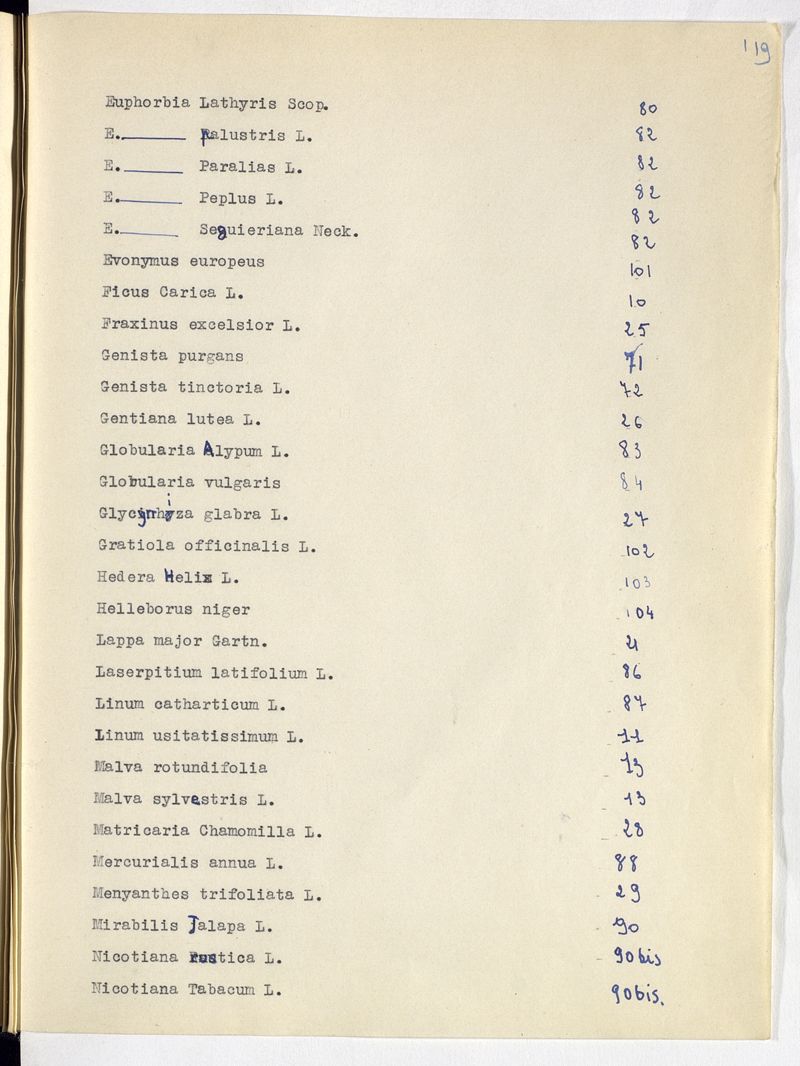 119
Euphorbia Lathyris Scop. 80
E. palustris L. 82
E. Paralias L. 82
E. Peplus L. 82
82
E. Seguieriana Neck. 82
Evonymus europeus 101
Ficus Carica L. 10
Fraxinus excelsior L. 25
Genista purgans 71
Genista tinctoria L. 72
Gentiana lutea L. 26
Globularia Alypum L. 83
Globularia vulgaris 84
Glycyrrhiza glabra L. 27
Gratiola officinalis L. 102
Hedera Helix L. 103
Helleborus niger 104
Lappa major Gartn.
Laserpitium latifolium L. 86
Linum catharticum L. 87
Linum usitatissimum L. 11
Malva rotundifolia 13
Malva sylvestris L. 13
Matricaria Chamomilla L. 28
Mercurialis annua L. 88
Menyanthes trifoliata L. 29
Mirabilis Jalapa L. 90
Nicotiana rustica L. 90bis
Nicotiana Tabacum L. 90bis.